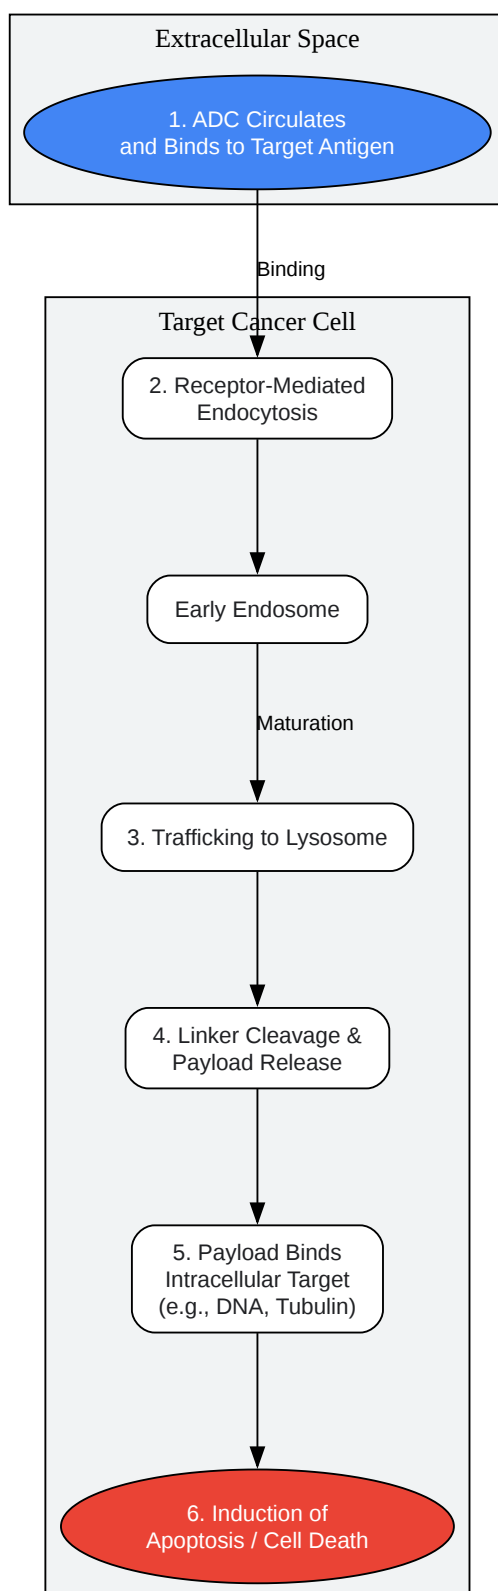 Extracellular Space
1. ADC Circulates
and Binds to Target Antigen
Binding
Target Cancer Cell
2. Receptor-Mediated
Endocytosis
Early Endosome
Maturation
3. Trafficking to Lysosome
4. Linker Cleavage &
Payload Release
5. Payload Binds
Intracellular Target
(e.g., DNA, Tubulin)
6. Induction of
Apoptosis / Cell Death